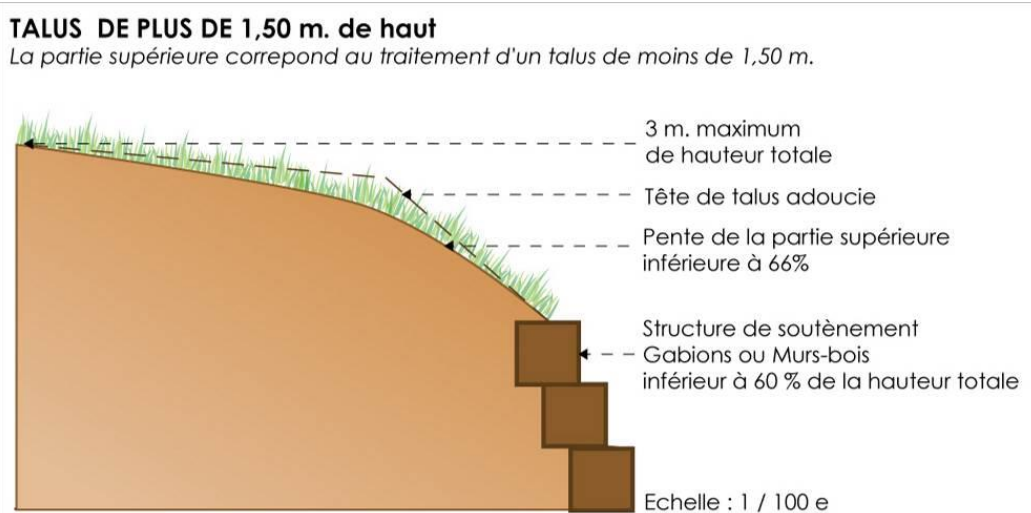 TALUS DE PLUS DE 1,50 m. de haut
La partie supérieure correpond au traitement d'un talus de moins de 1,50 m.
3 m. maximum
de hauteur totale
Tête de talus adoucie
Pente de la partie supérieure
inférieure à 66%
Structure de soutènement
Gabions ou Murs-bois
inférieur à 60 % de la hauteur totale
Echelle : 1 / 100 e